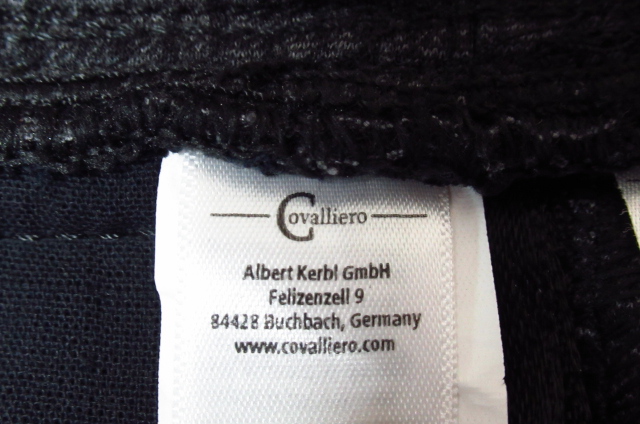 Covalliero
Albert Kerbl GmbH
Felizenzell 9
84428 Buchbach, Germany
www.covalliero.com